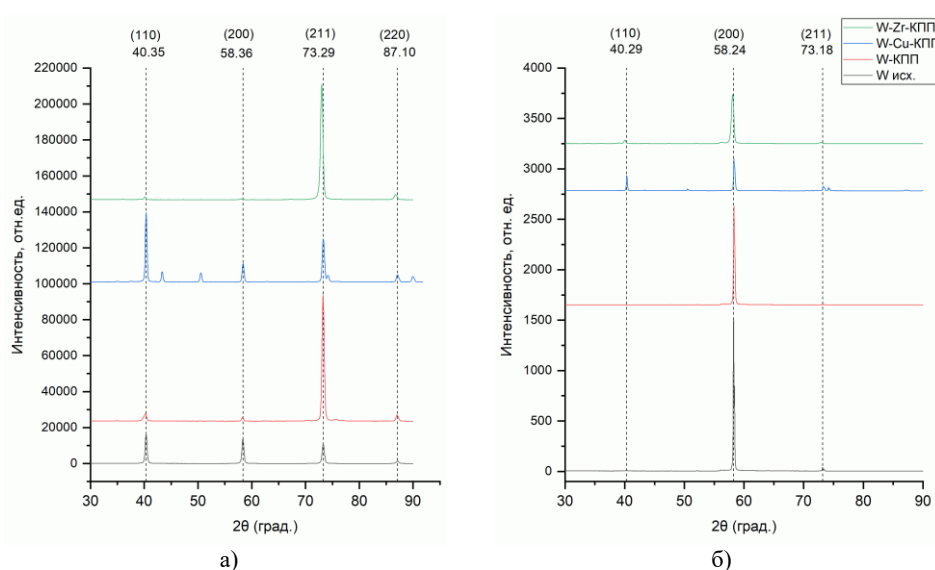 (110) (200) (211) (220)
40.35 58.36 73.29 87.10
220000
200000
180000
160000
140000
120000
100000
80000
60000
40000
20000
0
Интенсивность, отн.ед.
30 40 50 60 70 80 90
2θ (град.)
а)
(110) (200) (211)
40.29 58.24 73.18
W-Zr-КПП
W-Cu-КПП
W-КПП
W исх.
4000
3500
3000
2500
2000
1500
1000
500
0
Интенсивность, отн. ед.
30 40 50 60 70 80 90
2θ (град.)
б)